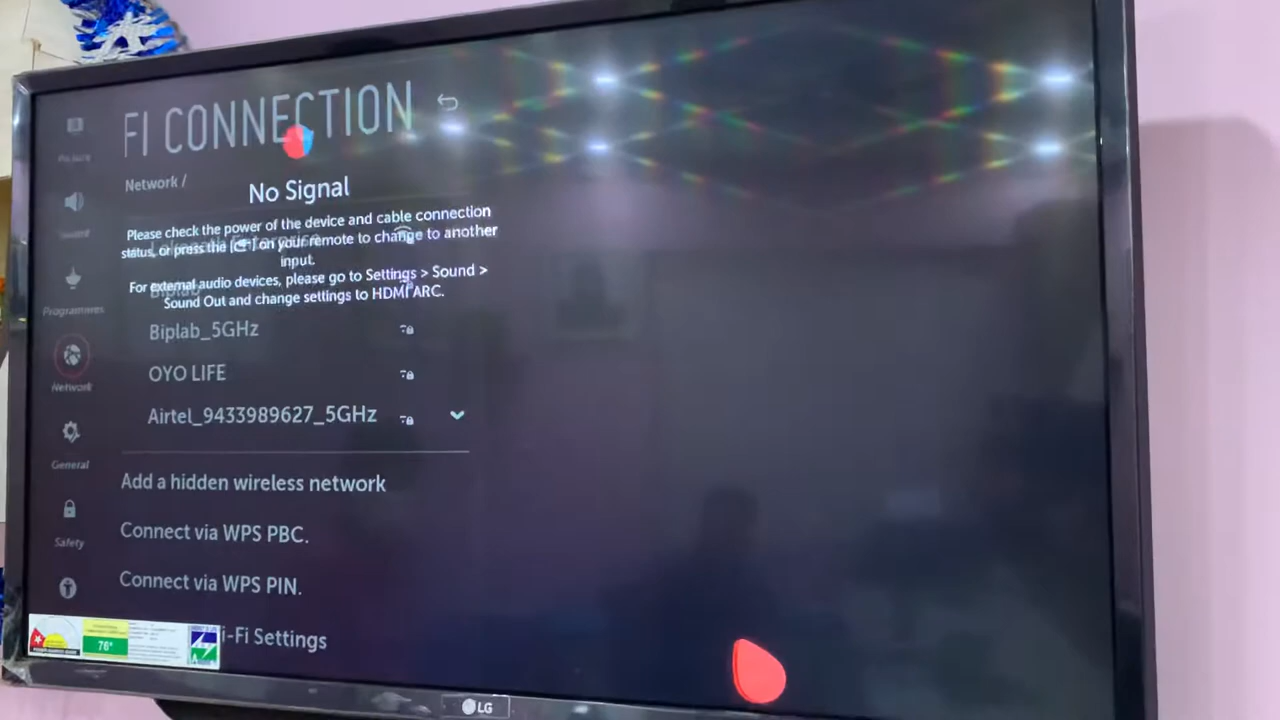 FI CONNECTION
Network /
No Signal
Please check the power of the device and cable connection
status, or press the [ ] on your remote to change to another
input.
For external audio devices, please go to Settings > Sound >
Sound Out and change settings to HDMI ARC.
Biplab
Biplab_5GHz
OYO LIFE
Airtel_9433989627_5GHz
Add a hidden wireless network
Connect via WPS PBC.
Connect via WPS PIN.
i-Fi Settings
Picture
Sound
Programmes
Network
General
Safety
76"
LG